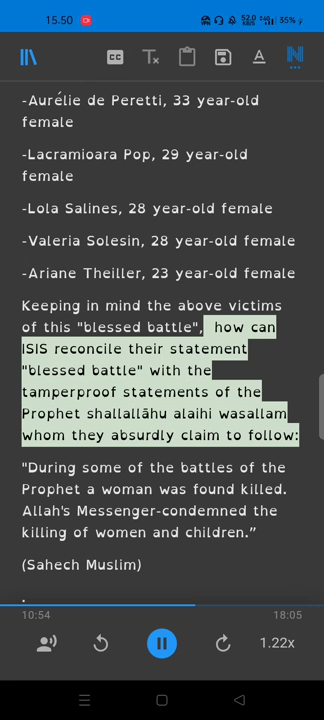 15.50
52.0
35%
CC
-Aurélie de Peretti, 33 year-old
female
-Lacramioara Pop, 29 year-old
female
-Lola Salines, 28 year-old female
-Valeria Solesin, 28 year-old female
-Ariane Theiller, 23 year-old female
Keeping in mind the above victims
of this "blessed battle", how can
ISIS reconcile their statement
"blessed battle" with the
tamperproof statements of the
Prophet shallallāhu alaihi wasallam
whom they absurdly claim to follow:
"During some of the battles of the
Prophet a woman was found killed.
Allah's Messenger-condemned the
killing of women and children.”
(Sahech Muslim)
.
10:54 18:05
1.22x